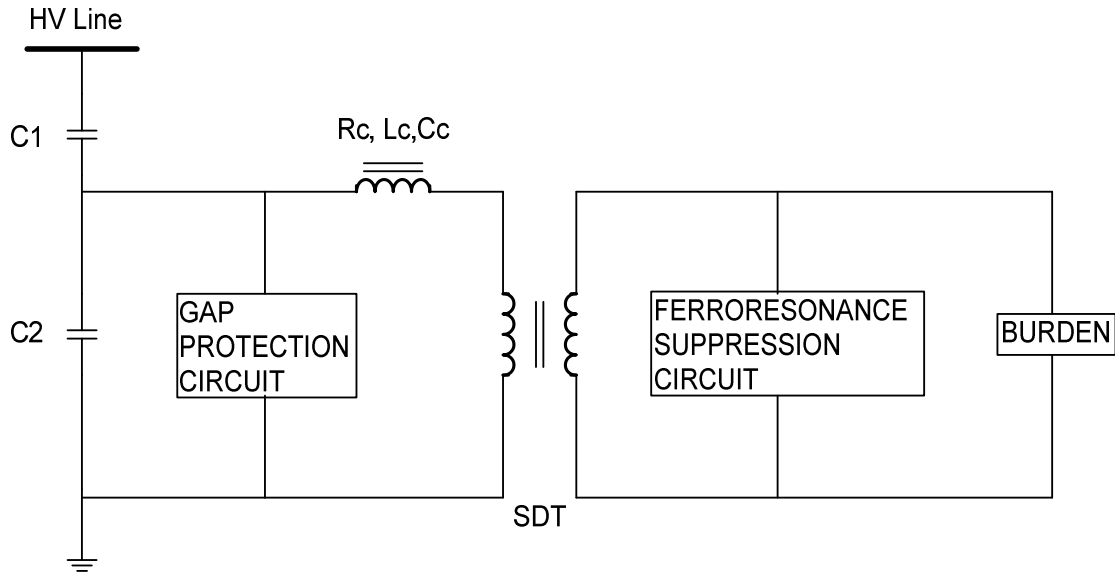 HV Line
C1
Rc, Lc,Cc
C2
GAP
PROTECTION
CIRCUIT
FERRORESONANCE
SUPPRESSION
CIRCUIT
BURDEN
SDT